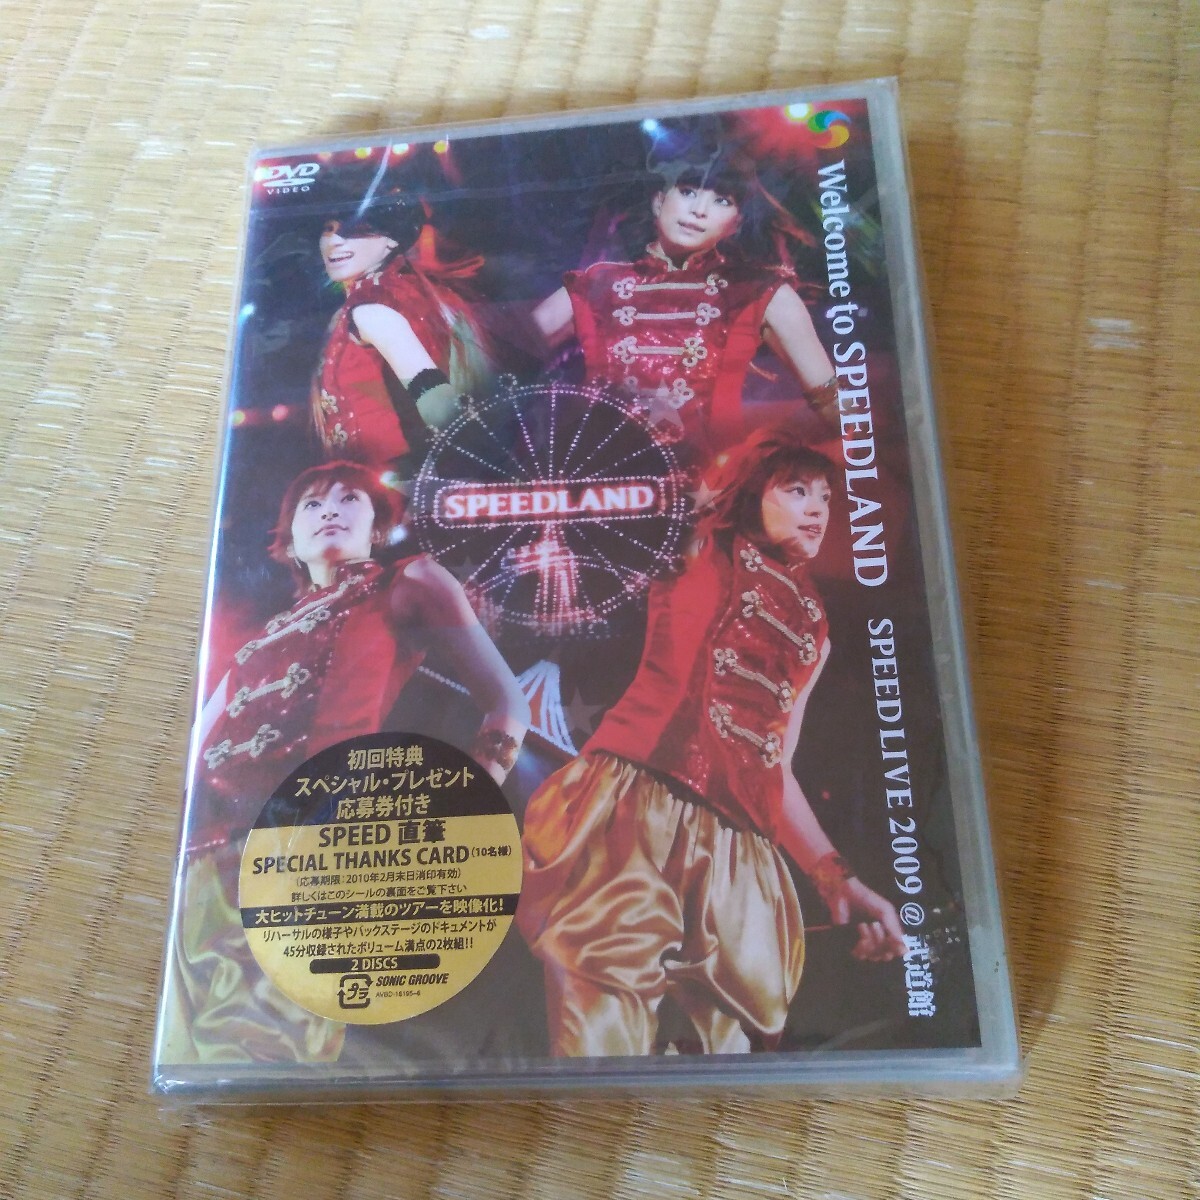 DVD
VIDEO
Welcome to SPEEDLAND SPEEDLIVE 2009@武道館
SPEEDLAND
初回特典
スペシャル・プレゼント
応募券付き
SPEED 直筆
SPECIAL THANKS CARD(10名様)
(応募期限:2010年2月末日消印有効)
詳しくはこのシールの裏面をご覧下さい
大ヒットチューン満載のツアーを映像化!
リハーサルの様子やバックステージのドキュメントが
45分収録されたボリューム満点の2枚組!!
2 DISCS
プラ
SONIC GROOVE
AVBD-16195~6